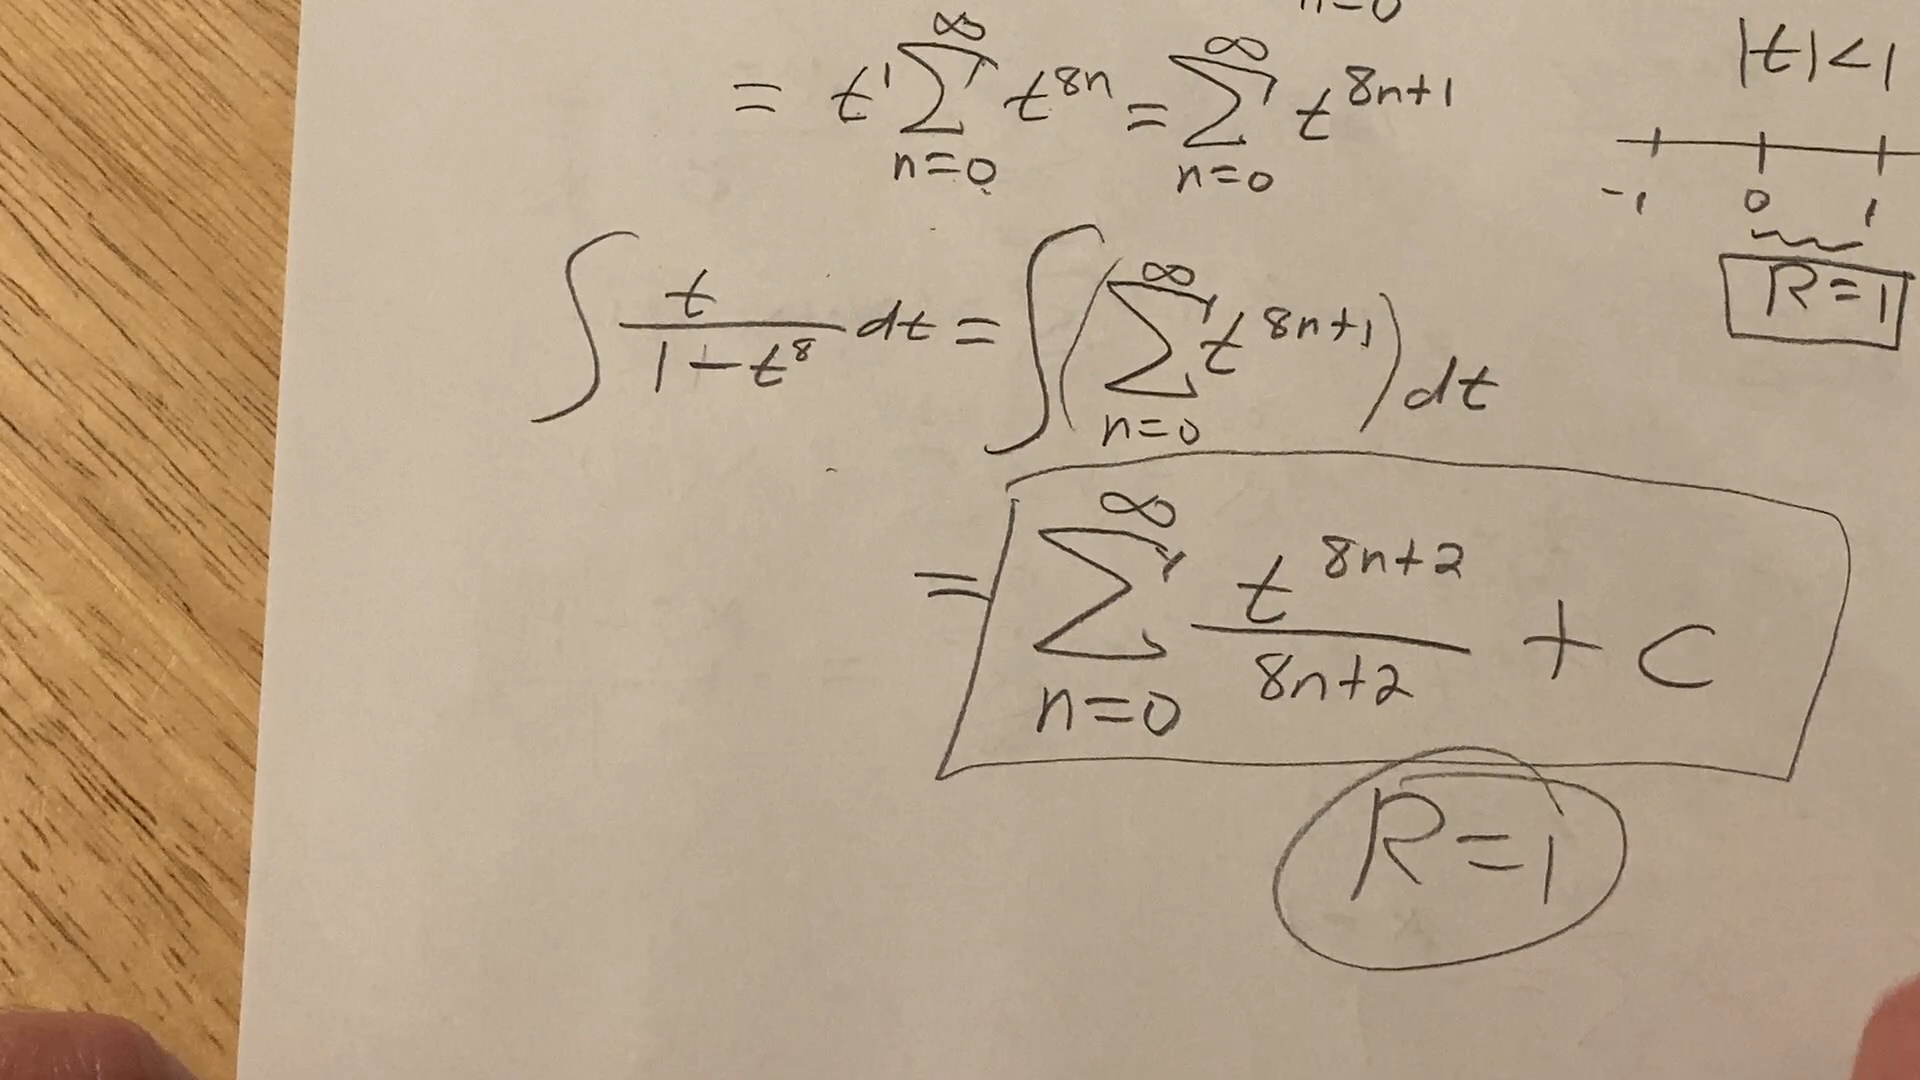 n=0
= t¹ ∑_{n=0}^{∞} t^{8n} = ∑_{n=0}^{∞} t^{8n+1}
|t|<1
-1 0 1
R=1
∫ t/(1-t⁸) dt = ∫ (∑_{n=0}^{∞} t^{8n+1}) dt
= ∑_{n=0}^{∞} t^{8n+2}/(8n+2) + C
R=1